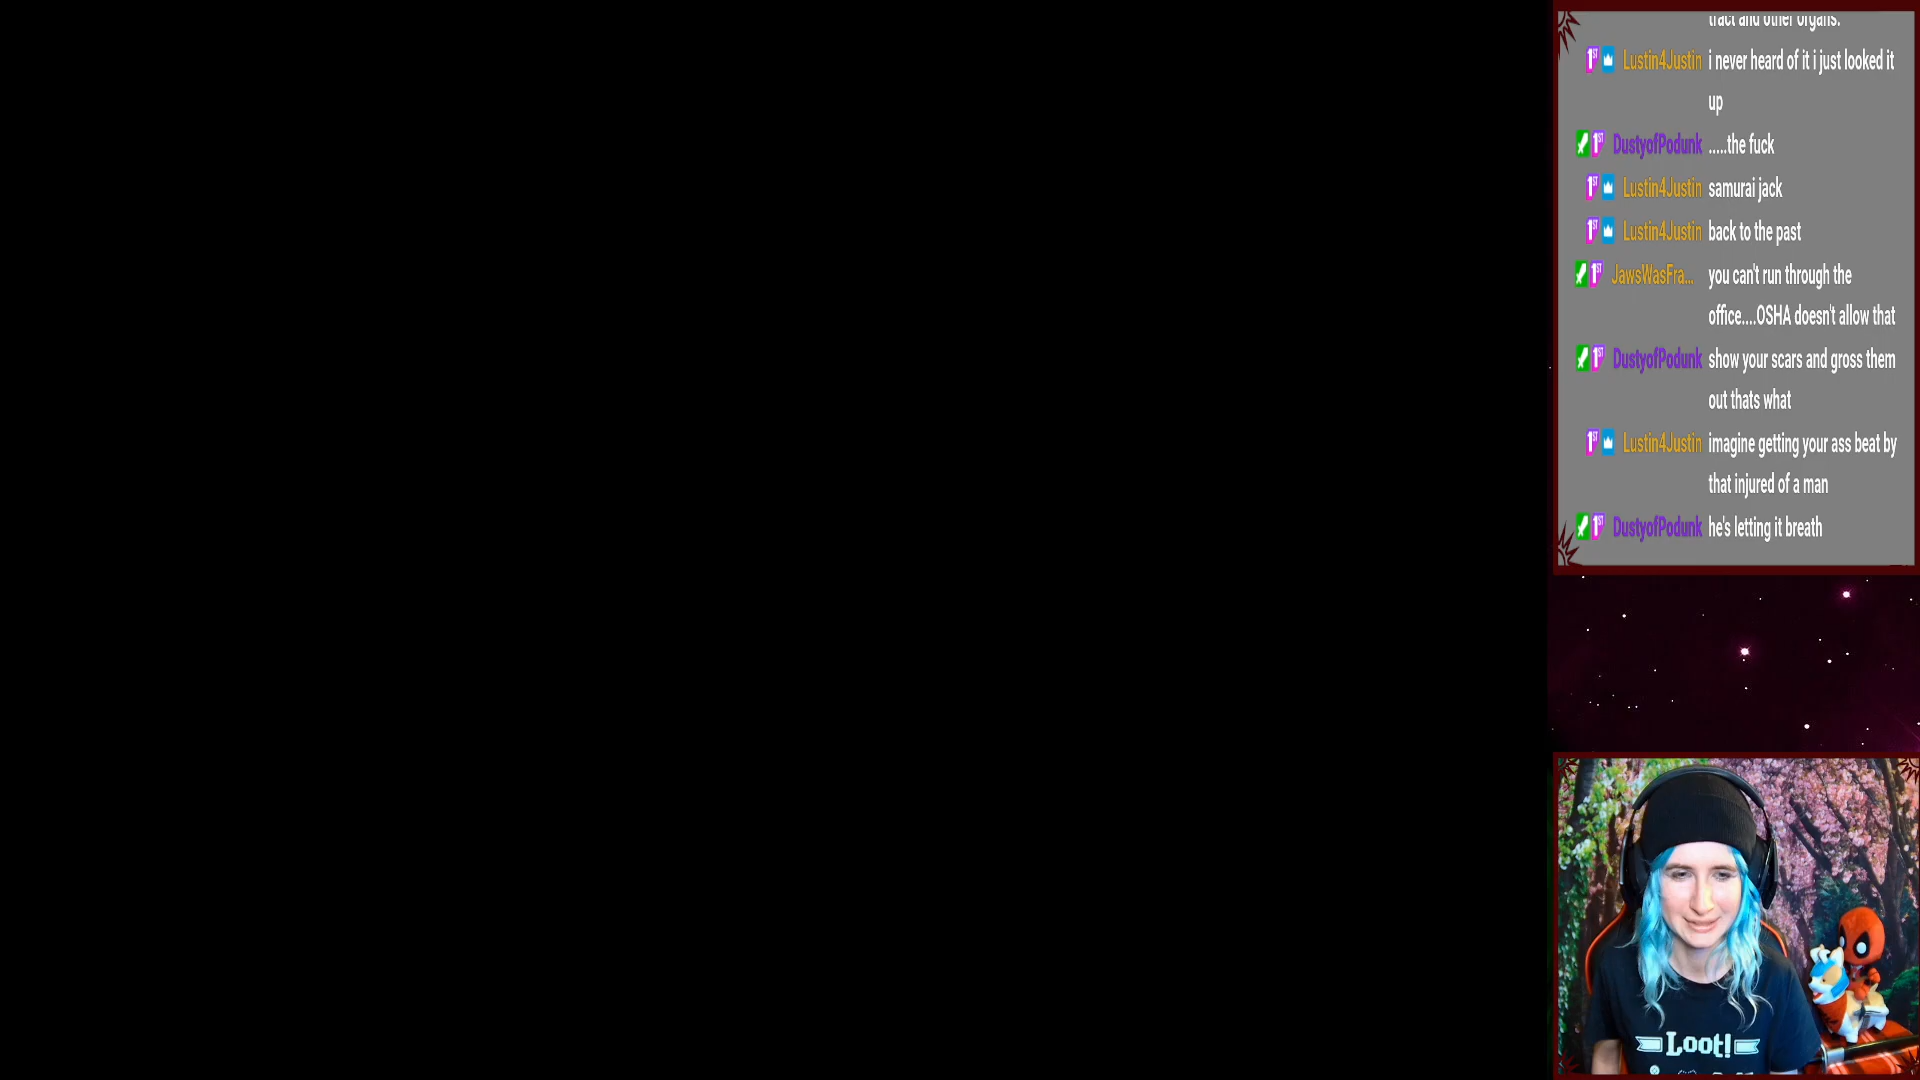 tract and other organs.
Lustin4Justin i never heard of it i just looked it
up
DustyofPodunk .....the fuck
Lustin4Justin samurai jack
Lustin4Justin back to the past
JawsWasFra... you can't run through the
office....OSHA doesn't allow that
DustyofPodunk show your scars and gross them
out thats what
Lustin4Justin imagine getting your ass beat by
that injured of a man
DustyofPodunk he's letting it breath
Loot!